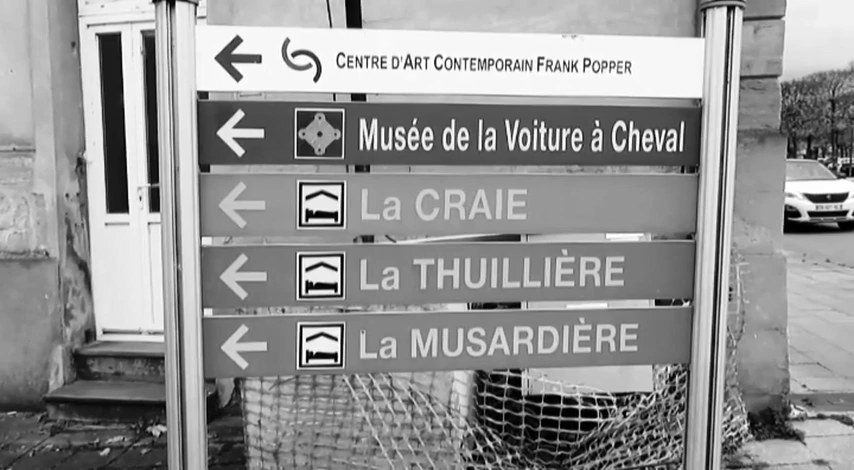 CENTRE D'ART CONTEMPORAIN FRANK POPPER
Musée de la Voiture à Cheval
La CRAIE
La THUILLIÈRE
La MUSARDIÈRE